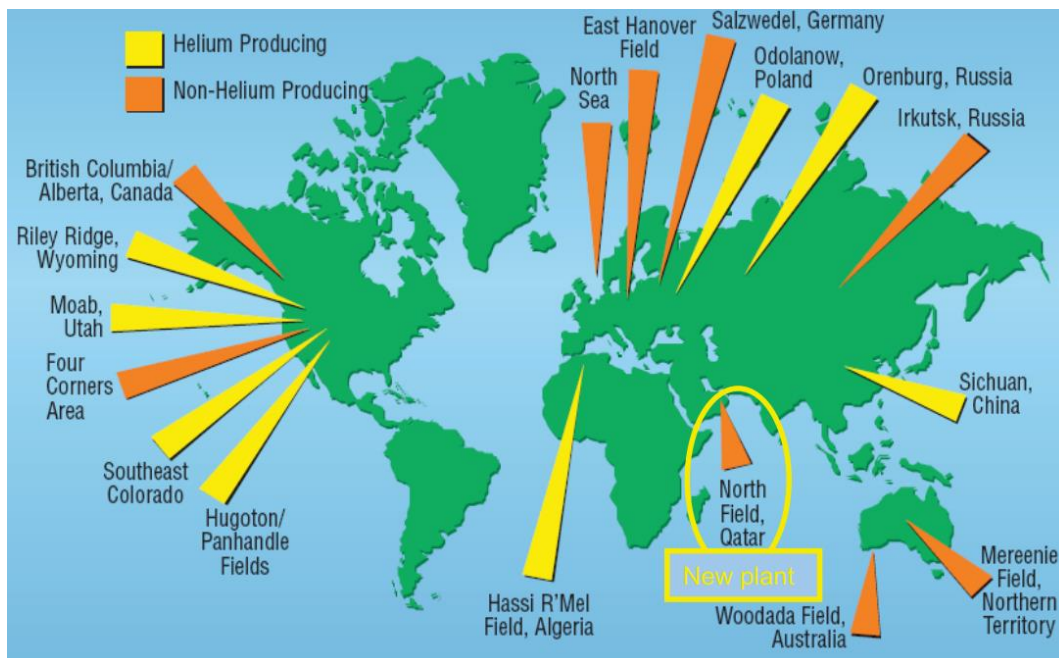 Helium Producing
Non-Helium Producing
East Hanover
Field
Salzwedel, Germany
North
Sea
Odolanow,
Poland
Orenburg, Russia
Irkutsk, Russia
British Columbia/
Alberta, Canada
Riley Ridge,
Wyoming
Moab,
Utah
Four
Corners
Area
Southeast
Colorado
Hugoton/
Panhandle
Fields
Hassi R'Mel
Field, Algeria
North
Field,
Qatar
New plant
Sichuan,
China
Woodada Field,
Australia
Mereenie
Field,
Northern
Territory